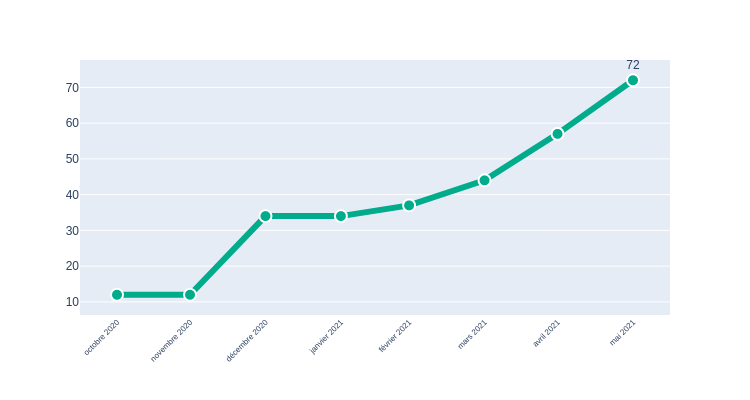 72
70
60
50
40
30
20
10
octobre 2020
novembre 2020
décembre 2020
janvier 2021
février 2021
mars 2021
avril 2021
mai 2021